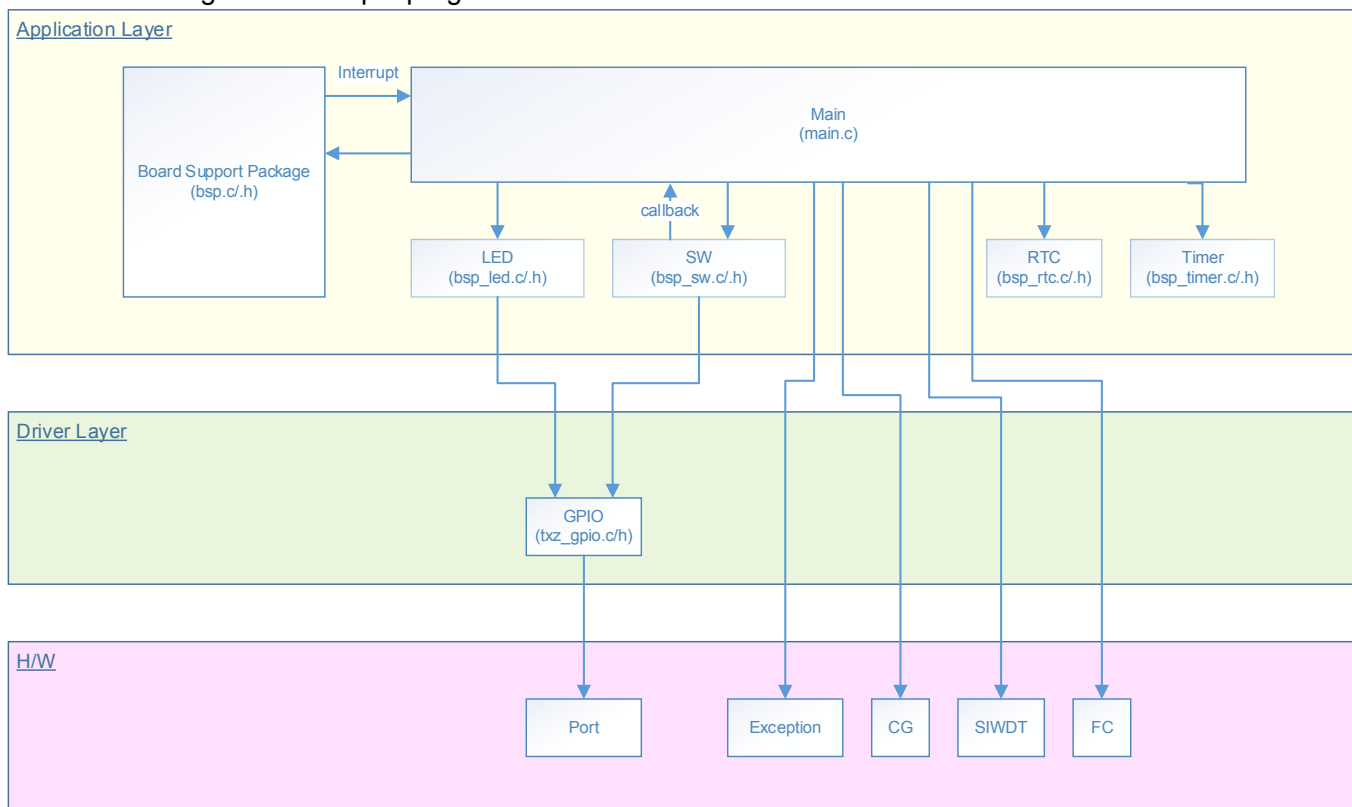 Application Layer
Interrupt
Main
(main.c)
Board Support Package
(bsp.c/.h)
callback
LED
(bsp_led.c/.h)
SW
(bsp_sw.c/.h)
RTC
(bsp_rtc.c/.h)
Timer
(bsp_timer.c/.h)
Driver Layer
GPIO
(txz_gpio.c/h)
H/W
Port
Exception
CG
SIWDT
FC